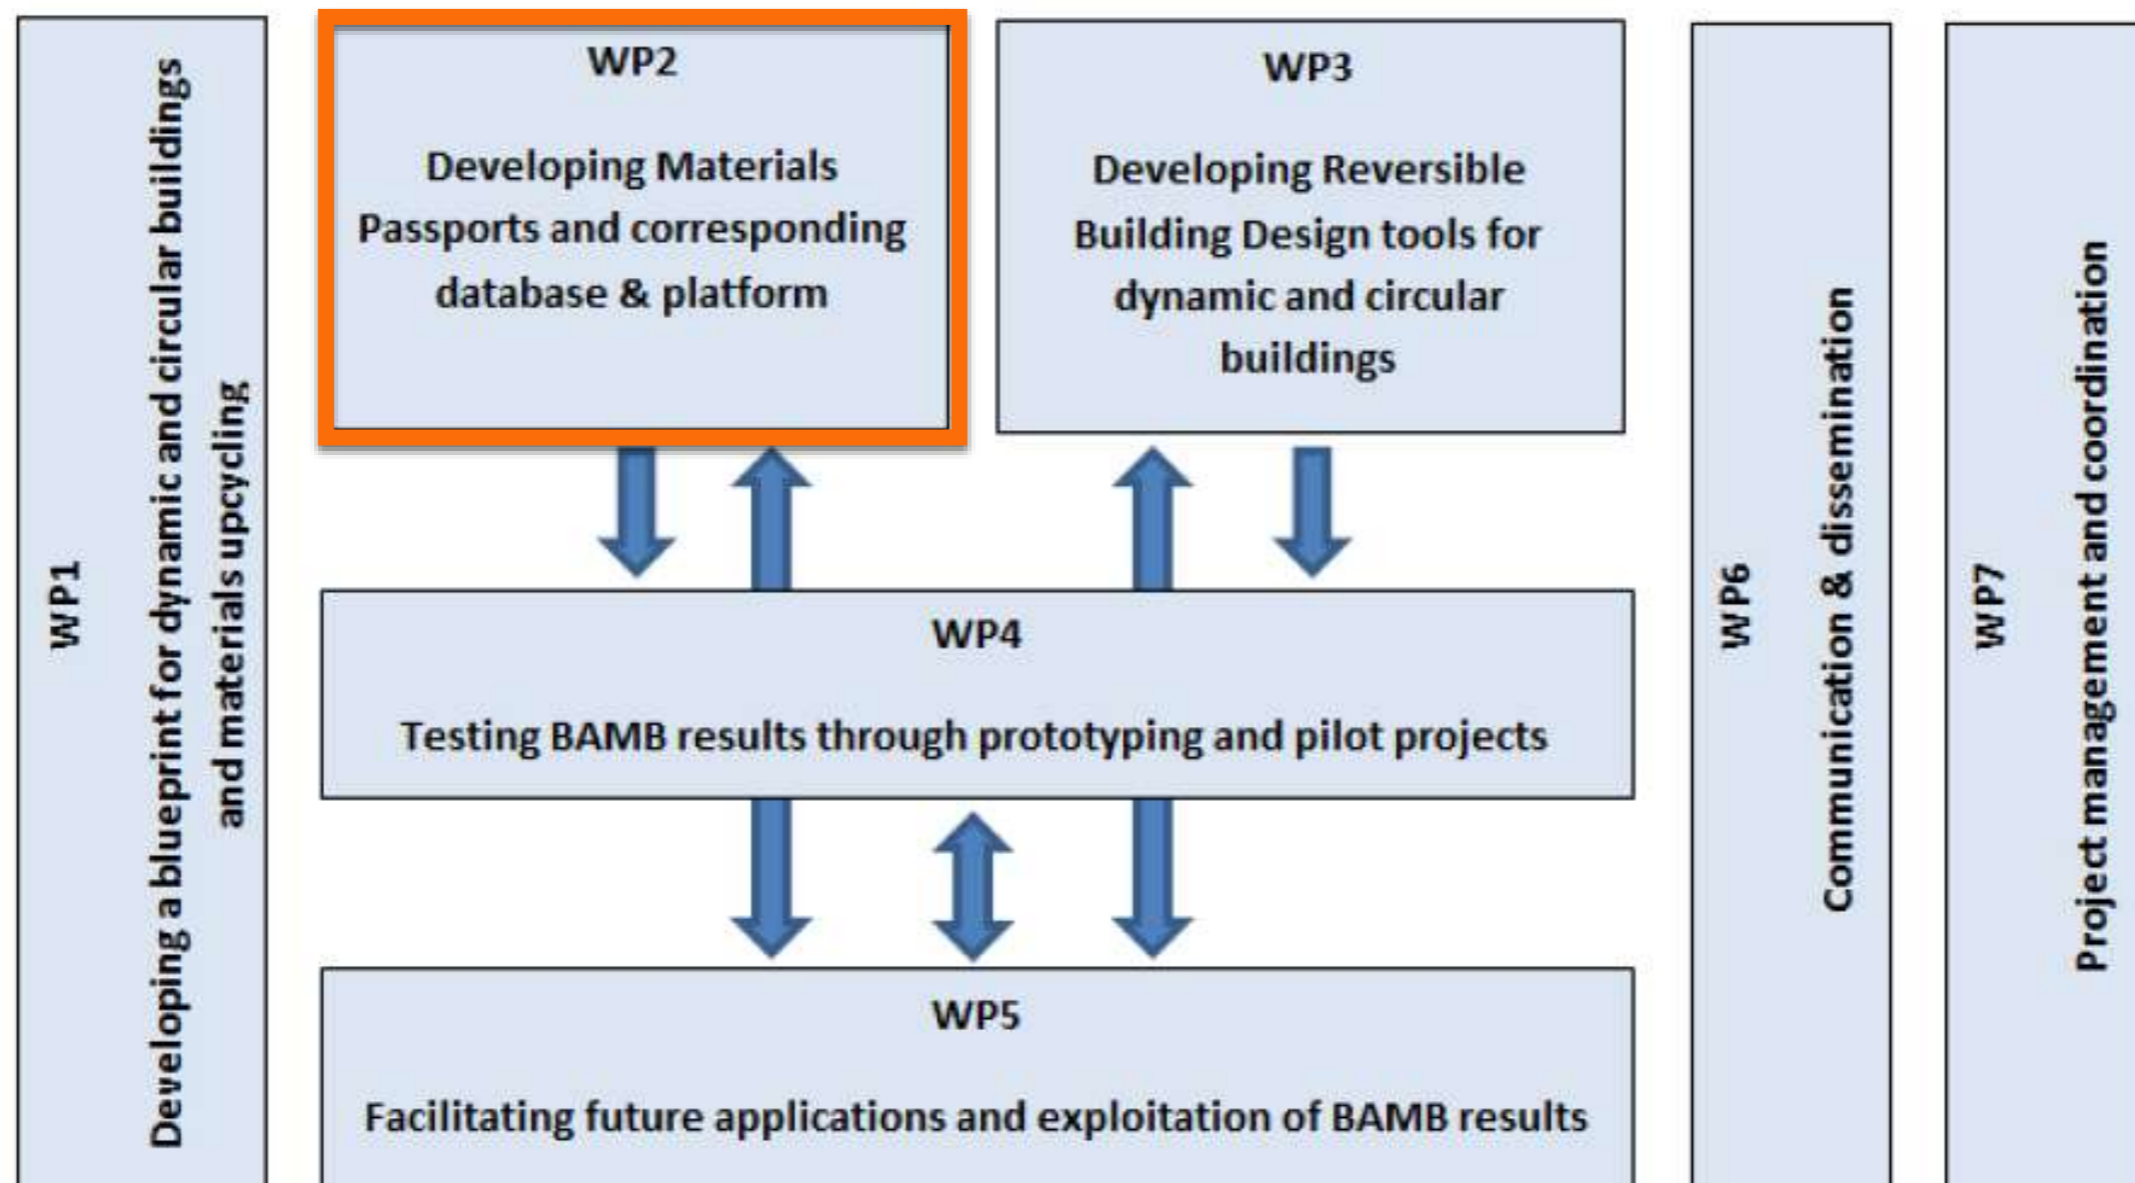 WP1
Developing a blueprint for dynamic and circular buildings
and materials upcycling
WP2
Developing Materials
Passports and corresponding
database & platform
WP3
Developing Reversible
Building Design tools for
dynamic and circular
buildings
WP4
Testing BAMB results through prototyping and pilot projects
WP5
Facilitating future applications and exploitation of BAMB results
WP6
Communication & dissemination
WP7
Project management and coordination